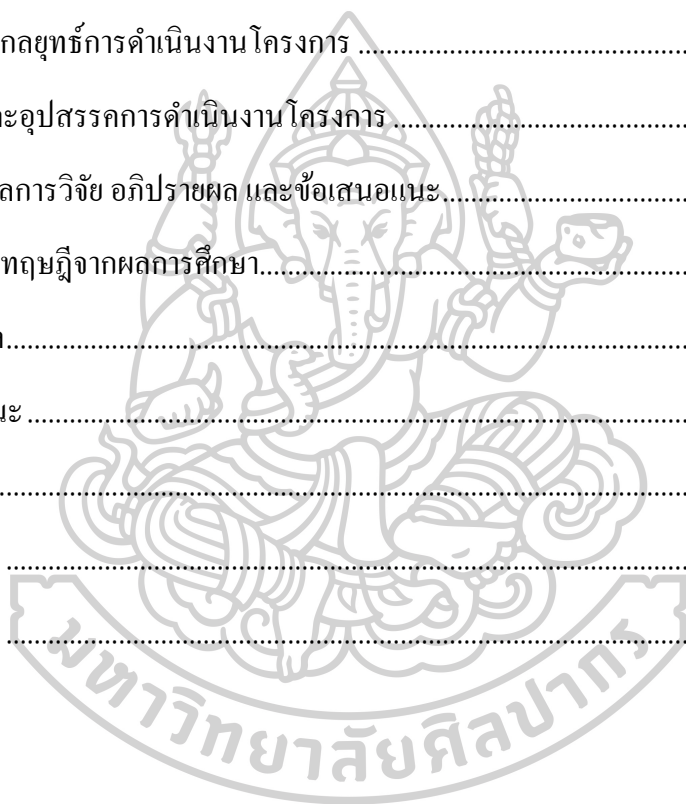 กลยุทธ์การดำเนินงานโครงการ ................................................
ะอุปสรรคการดำเนินงานโครงการ ...........................................
ลการวิจัย อภิปรายผล และข้อเสนอแนะ....................................
ทฤษฎีจากผลการศึกษา..............................................................
.....................................................................................................
นะ ................................................................................................
.....................................................................................................
.....................................................................................................
.....................................................................................................
มหาวิทยาลัยศิลปากร